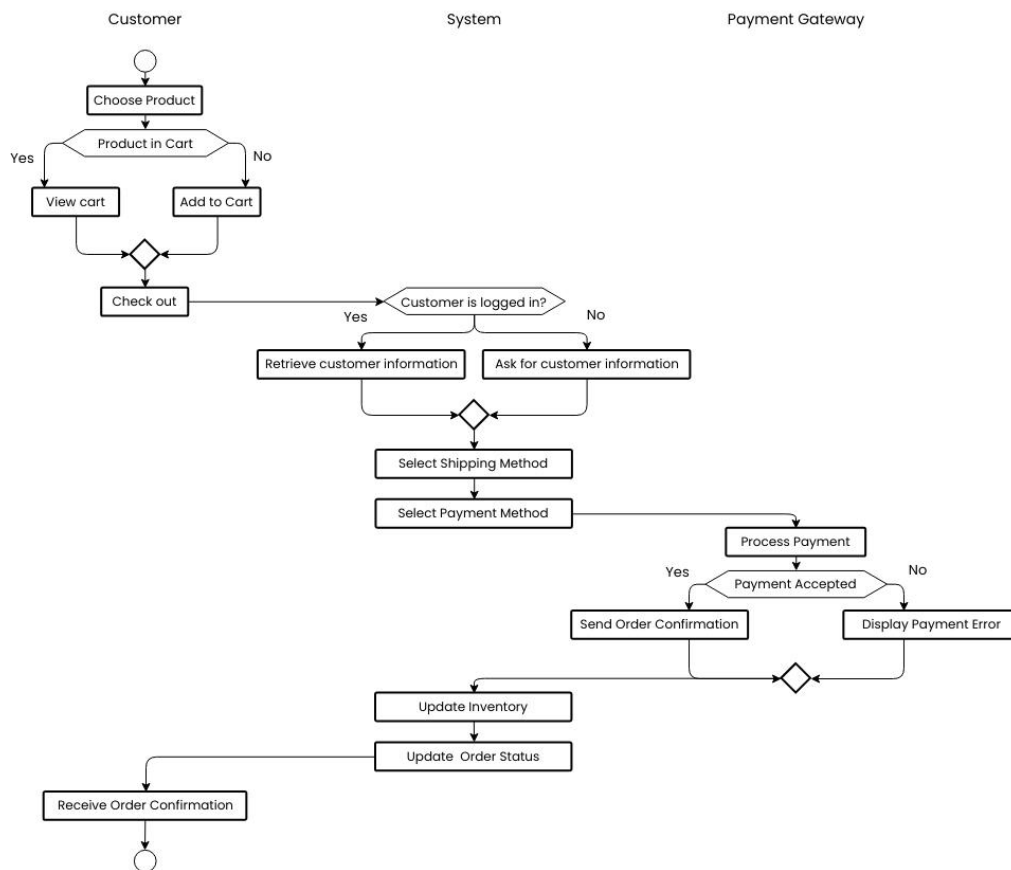 Customer
System
Payment Gateway
Choose Product
Product in Cart
Yes
No
View cart
Add to Cart
Check out
Customer is logged in?
Yes
No
Retrieve customer information
Ask for customer information
Select Shipping Method
Select Payment Method
Process Payment
Yes
No
Payment Accepted
Send Order Confirmation
Display Payment Error
Update Inventory
Update Order Status
Receive Order Confirmation